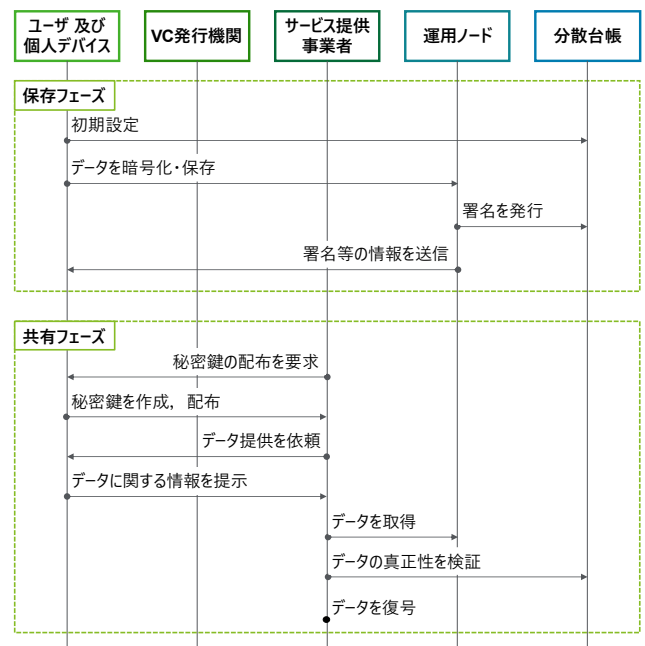 ユーザ 及び
個人デバイス
VC発行機関
サービス提供
事業者
運用ノード
分散台帳
保存フェーズ
初期設定
データを暗号化・保存
署名を発行
署名等の情報を送信
共有フェーズ
秘密鍵の配布を要求
秘密鍵を作成，配布
データ提供を依頼
データに関する情報を提示
データを取得
データの真正性を検証
データを復号